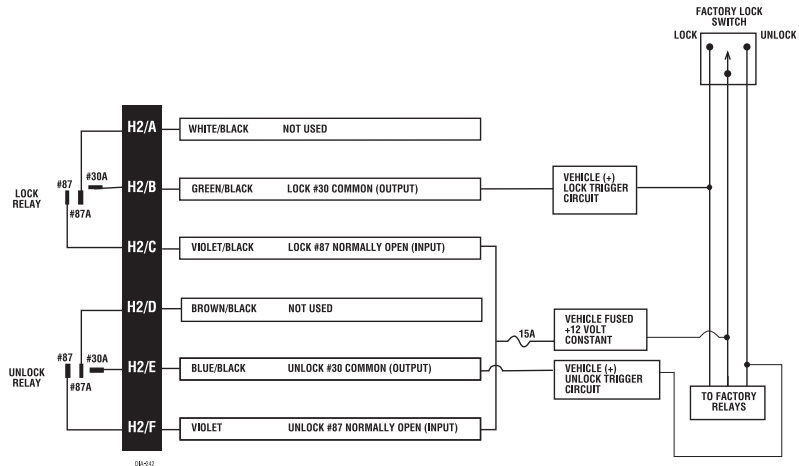 FACTORY LOCK
SWITCH
LOCK
UNLOCK
H2/A
WHITE/BLACK NOT USED
#87
#30A
#87A
LOCK
RELAY
H2/B
GREEN/BLACK LOCK #30 COMMON (OUTPUT)
VEHICLE (+)
LOCK TRIGGER
CIRCUIT
H2/C
VIOLET/BLACK LOCK #87 NORMALLY OPEN (INPUT)
H2/D
BROWN/BLACK NOT USED
15A
VEHICLE FUSED
+12 VOLT
CONSTANT
#87
#30A
#87A
UNLOCK
RELAY
H2/E
BLUE/BLACK UNLOCK #30 COMMON (OUTPUT)
VEHICLE (+)
UNLOCK TRIGGER
CIRCUIT
TO FACTORY
RELAYS
H2/F
VIOLET UNLOCK #87 NORMALLY OPEN (INPUT)
DIA-242